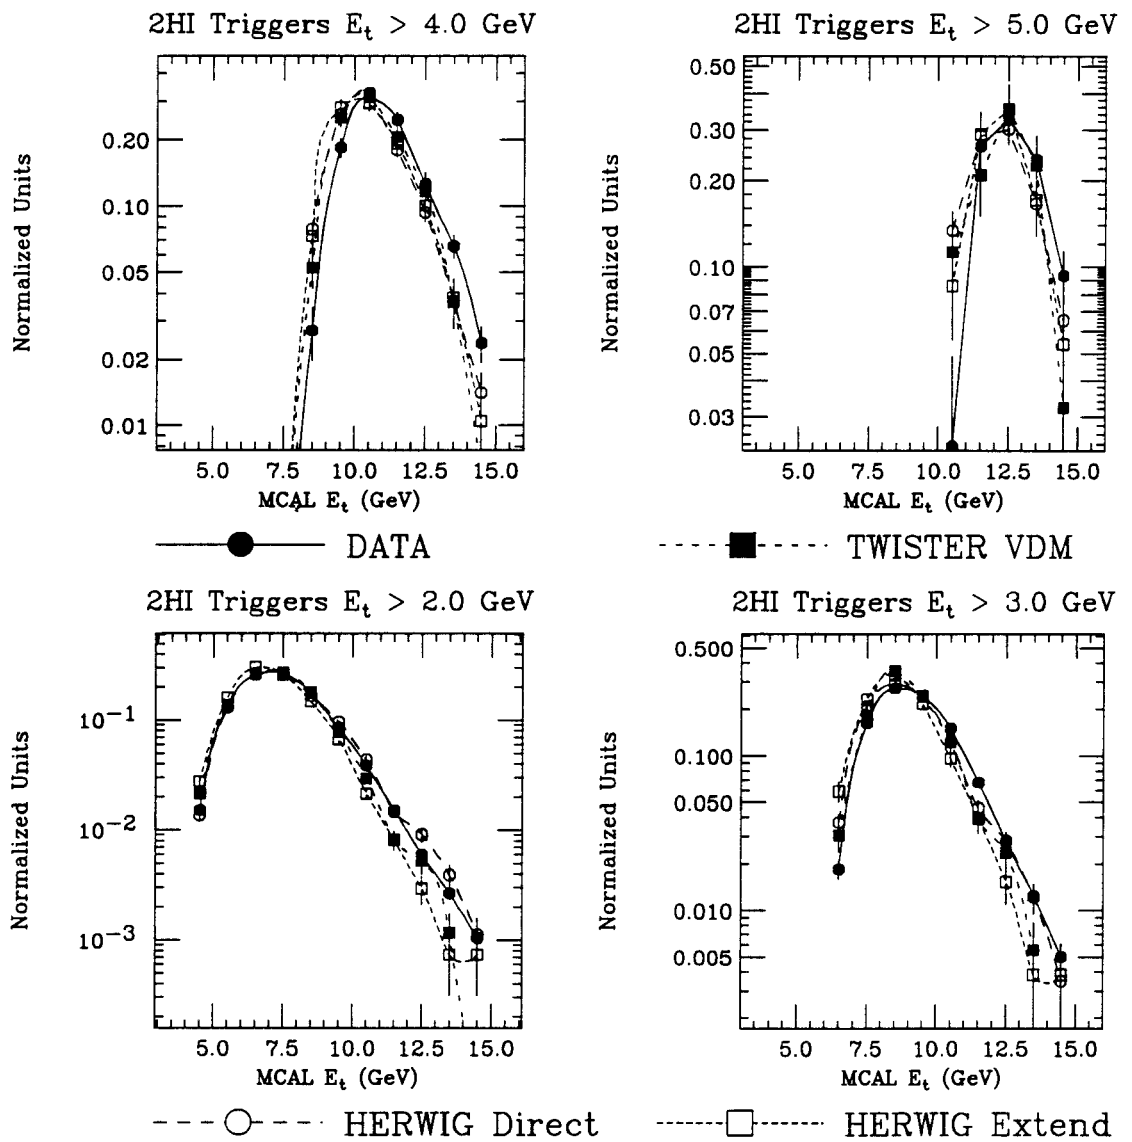 2HI Triggers E_t > 4.0 GeV
2HI Triggers E_t > 5.0 GeV
Normalized Units
0.20
0.10
0.05
0.02
0.01
5.0 7.5 10.0 12.5 15.0
MCAL E_t (GeV)
Normalized Units
0.50
0.30
0.20
0.10
0.07
0.05
0.03
5.0 7.5 10.0 12.5 15.0
MCAL E_t (GeV)
DATA
TWISTER VDM
2HI Triggers E_t > 2.0 GeV
2HI Triggers E_t > 3.0 GeV
Normalized Units
10^-1
10^-2
10^-3
5.0 7.5 10.0 12.5 15.0
MCAL E_t (GeV)
Normalized Units
0.500
0.100
0.050
0.010
0.005
5.0 7.5 10.0 12.5 15.0
MCAL E_t (GeV)
HERWIG Direct
HERWIG Extend